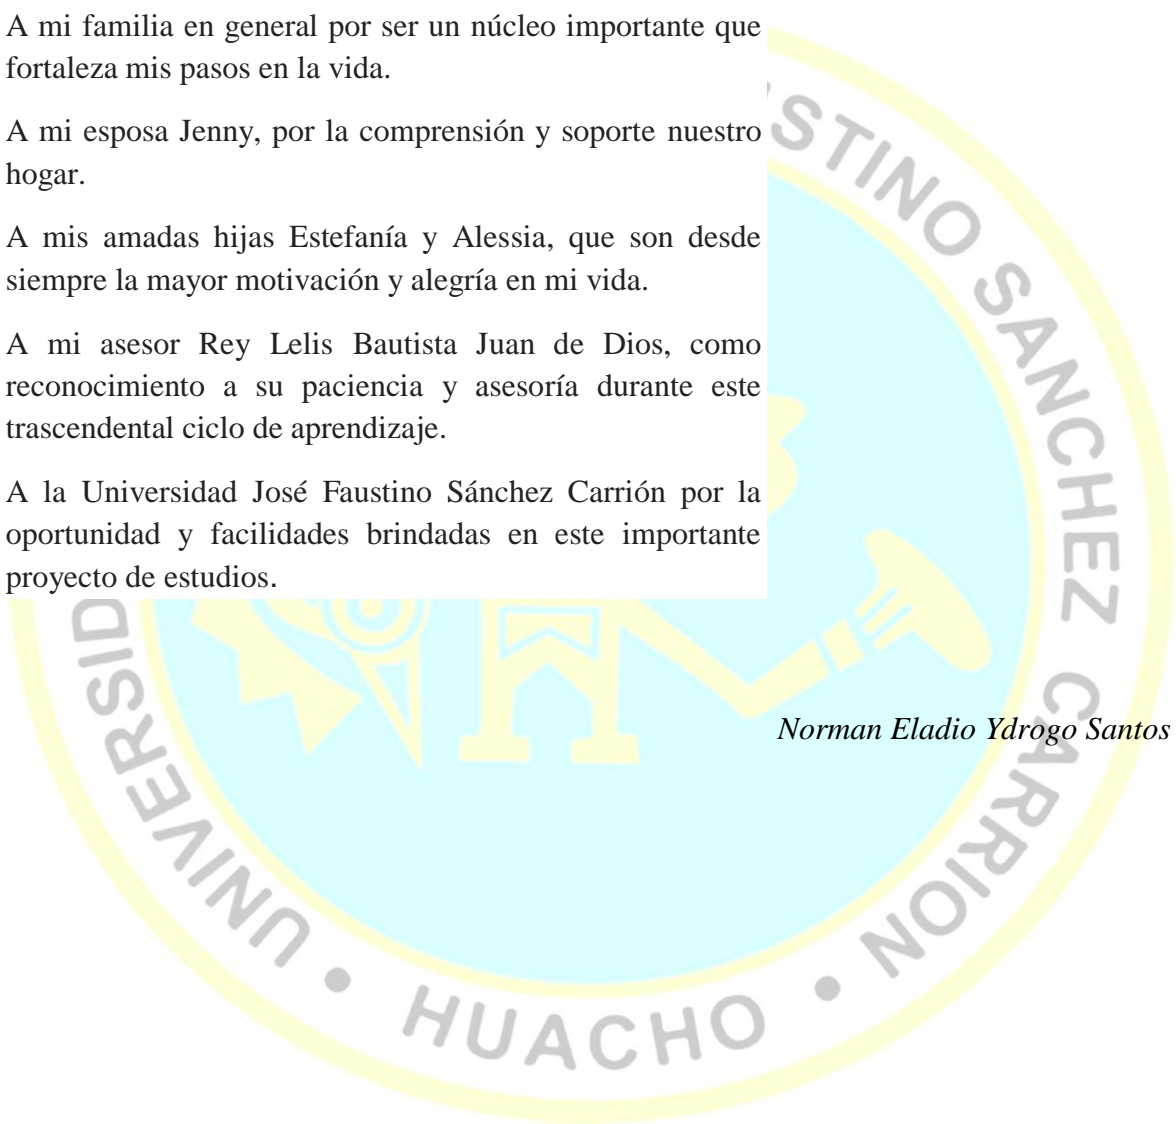 A mi familia en general por ser un núcleo importante que
fortaleza mis pasos en la vida.
A mi esposa Jenny, por la comprensión y soporte nuestro
hogar.
A mis amadas hijas Estefanía y Alessia, que son desde
siempre la mayor motivación y alegría en mi vida.
A mi asesor Rey Lelis Bautista Juan de Dios, como
reconocimiento a su paciencia y asesoría durante este
trascendental ciclo de aprendizaje.
A la Universidad José Faustino Sánchez Carrión por la
oportunidad y facilidades brindadas en este importante
proyecto de estudios.
Norman Eladio Ydrogo Santos
UNIVERSID
STINO SANCHEZ CARRION
• HUACHO •